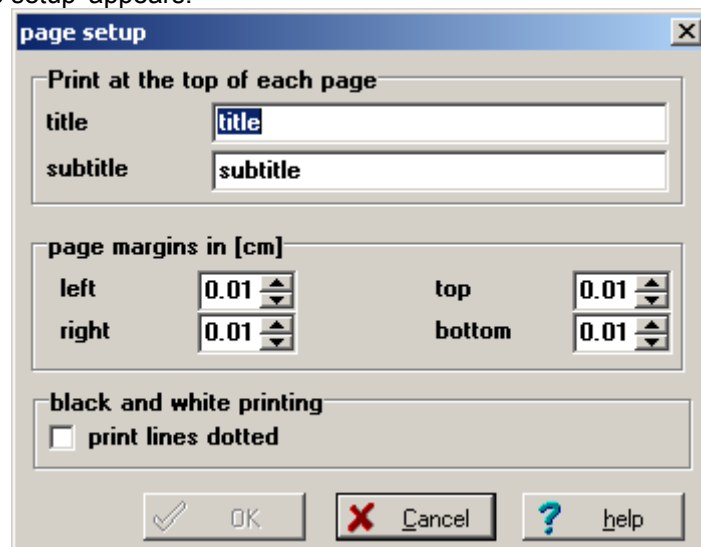 setup' appears.
page setup
Print at the top of each page
title title
subtitle subtitle
page margins in [cm]
left 0.01 top 0.01
right 0.01 bottom 0.01
black and white printing
print lines dotted
OK Cancel help